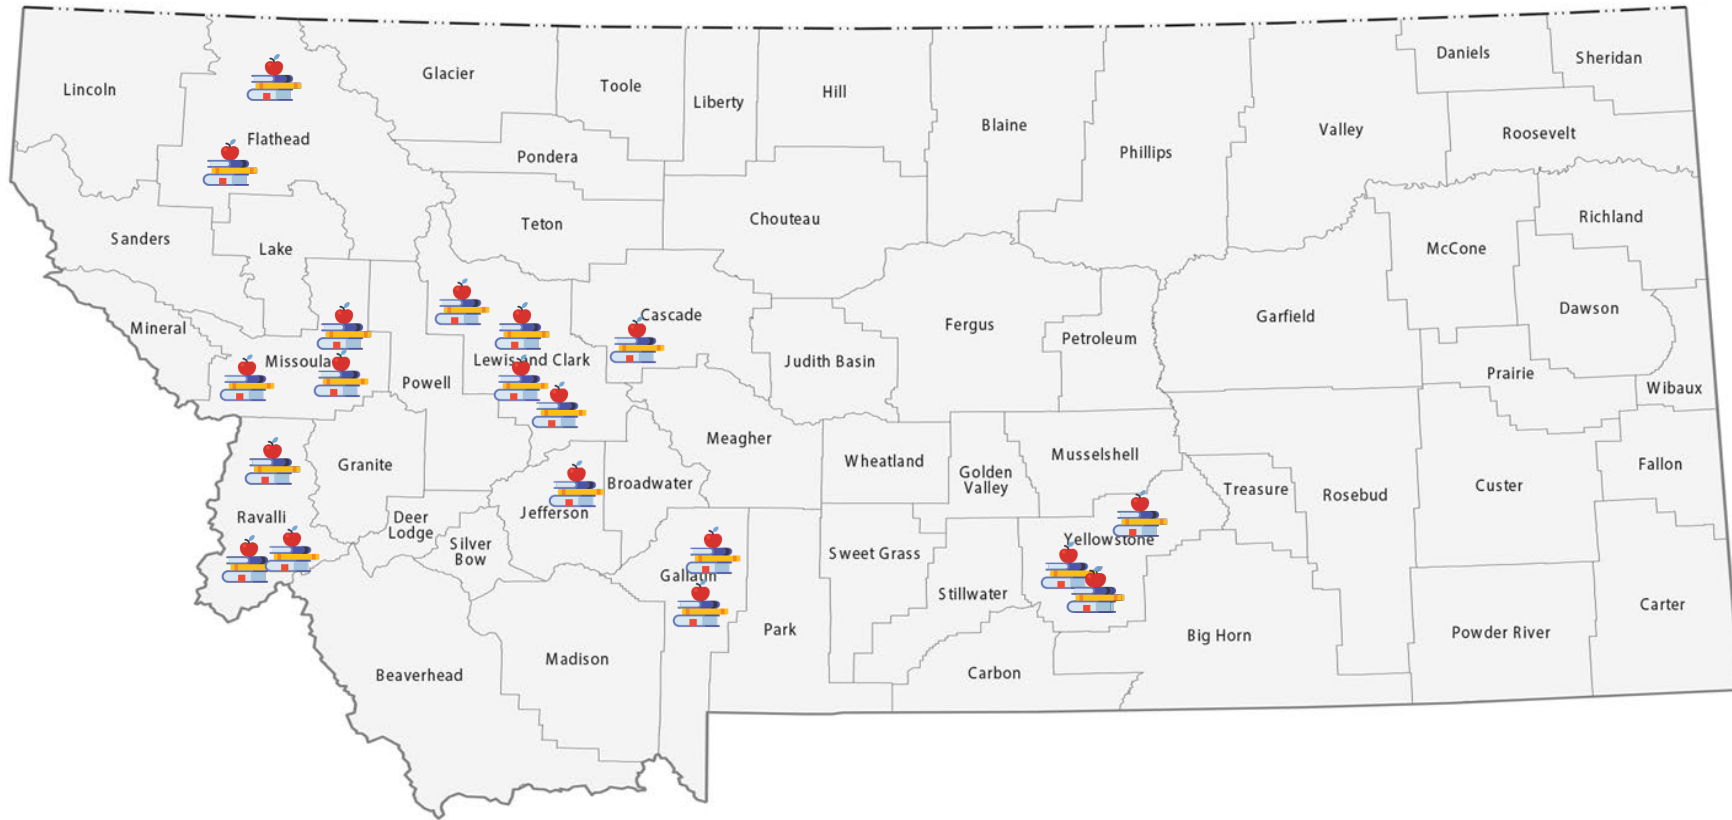 Lincoln
Flathead
Glacier
Toole
Liberty
Hill
Blaine
Phillips
Valley
Daniels
Sheridan
Roosevelt
Pondera
Teton
Chouteau
Sanders
Lake
Richland
McCone
Dawson
Mineral
Missoula
Powell
Lewis and Clark
Cascade
Judith Basin
Fergus
Petroleum
Garfield
Prairie
Wibaux
Granite
Meagher
Wheatland
Golden
Valley
Musselshell
Treasure
Rosebud
Custer
Fallon
Ravalli
Deer
Lodge
Silver
Bow
Jefferson
Broadwater
Gallatin
Sweet Grass
Stillwater
Yellowstone
Park
Carbon
Big Horn
Powder River
Carter
Beaverhead
Madison